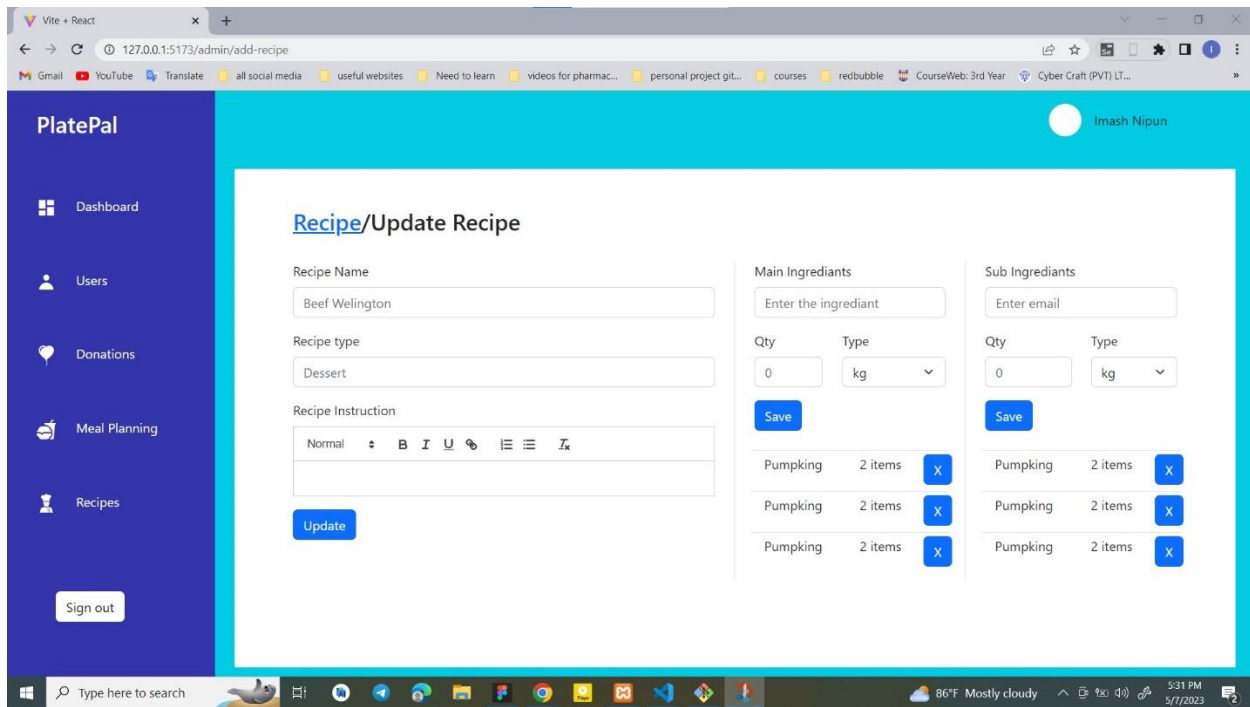 Vite + React
127.0.0.1:5173/admin/add-recipe
Gmail YouTube Translate all social media useful websites Need to learn videos for pharmac... personal project git... courses redbubble CourseWeb: 3rd Year Cyber Craft (PVT) LT... »
PlatePal
Imash Nipun
Dashboard
Users
Donations
Meal Planning
Recipes
Sign out
Recipe/Update Recipe
Recipe Name
Beef Welington
Recipe type
Dessert
Recipe Instruction
Normal B I U
Update
Main Ingrediants
Enter the ingrediant
Qty Type
0 kg
Save
Pumpking 2 items X
Pumpking 2 items X
Pumpking 2 items X
Sub Ingrediants
Enter email
Qty Type
0 kg
Save
Pumpking 2 items X
Pumpking 2 items X
Pumpking 2 items X
Type here to search
86°F Mostly cloudy
5:31 PM
5/7/2023
2